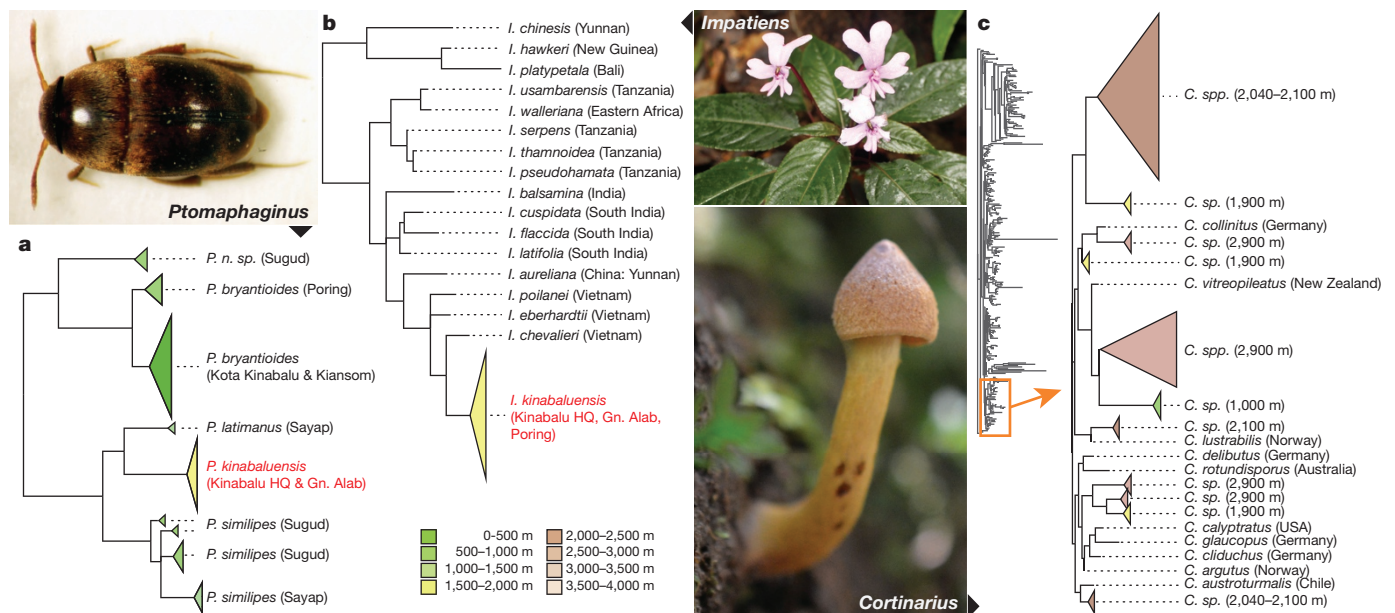 Ptomaphaginus
a
P. n. sp. (Sugud)
P. bryantioides (Poring)
P. bryantioides
(Kota Kinabalu & Kiansom)
P. latimanus (Sayap)
P. kinabaluensis
(Kinabalu HQ & Gn. Alab)
P. similipes (Sugud)
P. similipes (Sugud)
P. similipes (Sayap)
b
I. chinesis (Yunnan)
I. hawkeri (New Guinea)
I. platypetala (Bali)
I. usambarensis (Tanzania)
I. walleriana (Eastern Africa)
I. serpens (Tanzania)
I. thamnoidea (Tanzania)
I. pseudohamata (Tanzania)
I. balsamina (India)
I. cuspidata (South India)
I. flaccida (South India)
I. latifolia (South India)
I. aureliana (China: Yunnan)
I. poilanei (Vietnam)
I. eberhardtii (Vietnam)
I. chevalieri (Vietnam)
I. kinabaluensis
(Kinabalu HQ, Gn. Alab,
Poring)
0-500 m
500–1,000 m
1,000–1,500 m
1,500–2,000 m
2,000–2,500 m
2,500–3,000 m
3,000–3,500 m
3,500–4,000 m
Impatiens
Cortinarius
c
C. spp. (2,040–2,100 m)
C. sp. (1,900 m)
C. collinitus (Germany)
C. sp. (2,900 m)
C. sp. (1,900 m)
C. vitreopileatus (New Zealand)
C. spp. (2,900 m)
C. sp. (1,000 m)
C. sp. (2,100 m)
C. lustrabilis (Norway)
C. delibutus (Germany)
C. rotundisporus (Australia)
C. sp. (2,900 m)
C. sp. (2,900 m)
C. sp. (1,900 m)
C. calyptratus (USA)
C. glaucopus (Germany)
C. cliduchus (Germany)
C. argutus (Norway)
C. austroturmalis (Chile)
C. sp. (2,040–2,100 m)